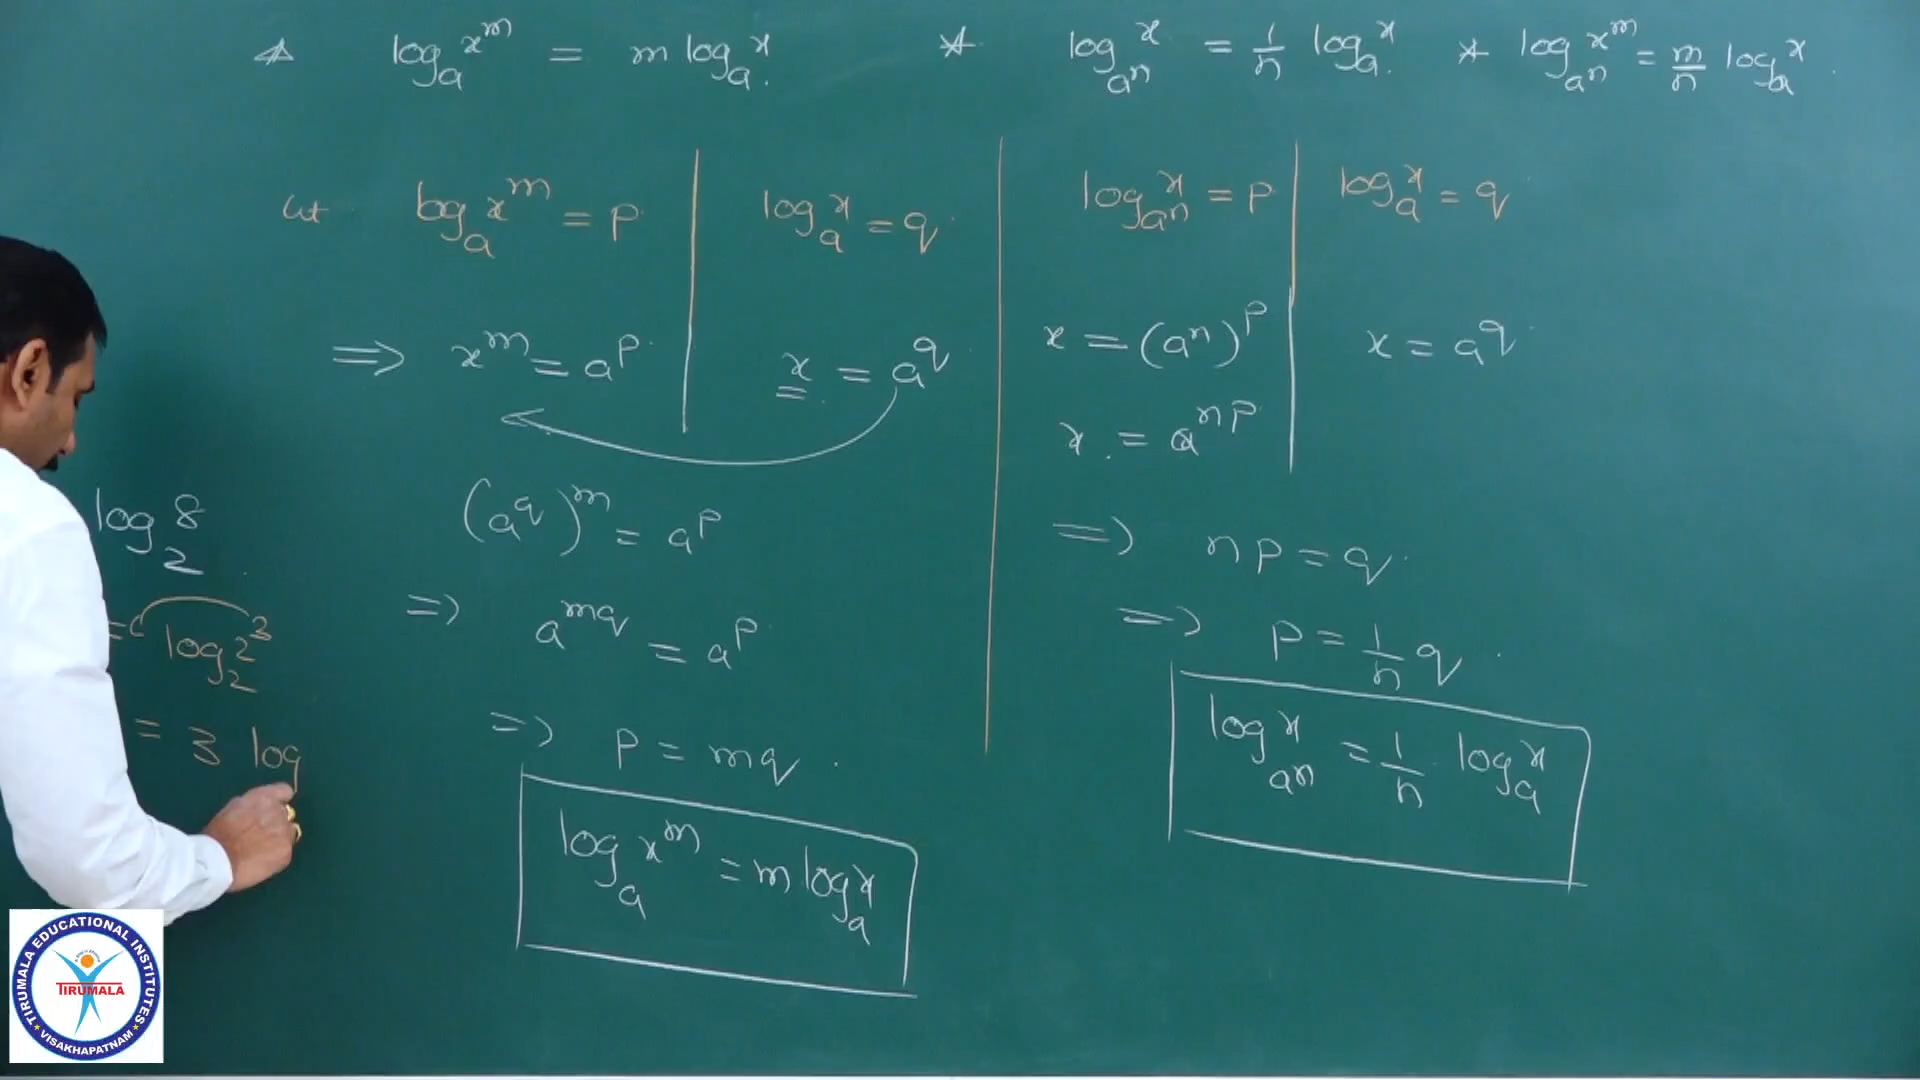 log_a x^m = m log_a x.
* log_{a^n} x = 1/n log_a x.
* log_{a^n} x^m = m/n log_a x.
Let log_a x^m = p
log_a x = q
⇒ x^m = a^p
x = a^q
(a^q)^m = a^p
⇒ a^{mq} = a^p
⇒ p = mq.
log_a x^m = m log_a x
log_{a^n} x = p
log_a x = q
x = (a^n)^p
x = a^q
x = a^{np}
⇒ np = q
⇒ p = 1/n q.
log_{a^n} x = 1/n log_a x
log_2 8
= log_2 2^3
= 3 log
TIRUMALA EDUCATIONAL INSTITUTES
TIRUMALA
★ VISAKHAPATNAM ★